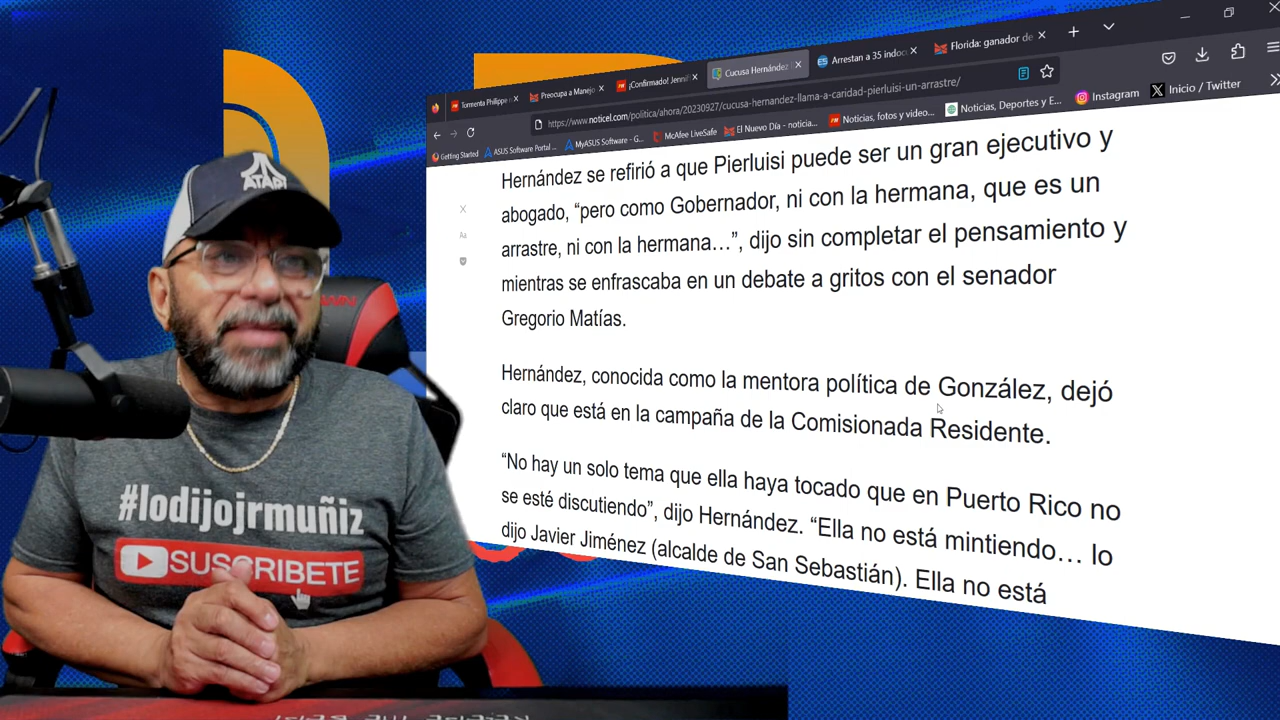 Tormenta Philippe
Preocupa a Manejo
¡Confirmado! Jennif
Cucusa Hernández
Arrestan a 35 indoc
Florida: ganador de
https://www.noticel.com/politica/ahora/20230927/cucusa-hernandez-llama-a-caridad-pierluisi-un-arrastre/
Getting Started
ASUS Software Portal ...
MyASUS Software - G...
McAfee LiveSafe
El Nuevo Día - noticia...
Noticias, fotos y video...
Noticias, Deportes y E...
Instagram
Inicio / Twitter
Hernández se refirió a que Pierluisi puede ser un gran ejecutivo y
abogado, “pero como Gobernador, ni con la hermana, que es un
arrastre, ni con la hermana…”, dijo sin completar el pensamiento y
mientras se enfrascaba en un debate a gritos con el senador
Gregorio Matías.
Hernández, conocida como la mentora política de González, dejó
claro que está en la campaña de la Comisionada Residente.
“No hay un solo tema que ella haya tocado que en Puerto Rico no
se esté discutiendo”, dijo Hernández. “Ella no está mintiendo… lo
dijo Javier Jiménez (alcalde de San Sebastián). Ella no está
Aa
ATARI
#lodijojrmuñiz
SUSCRIBETE